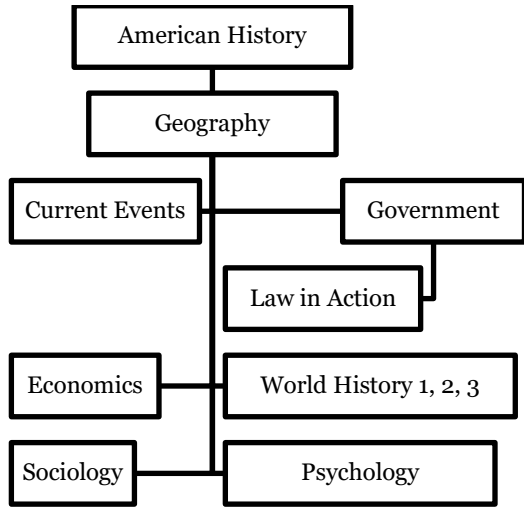 American History
Geography
Current Events
Government
Law in Action
Economics
World History 1, 2, 3
Sociology
Psychology